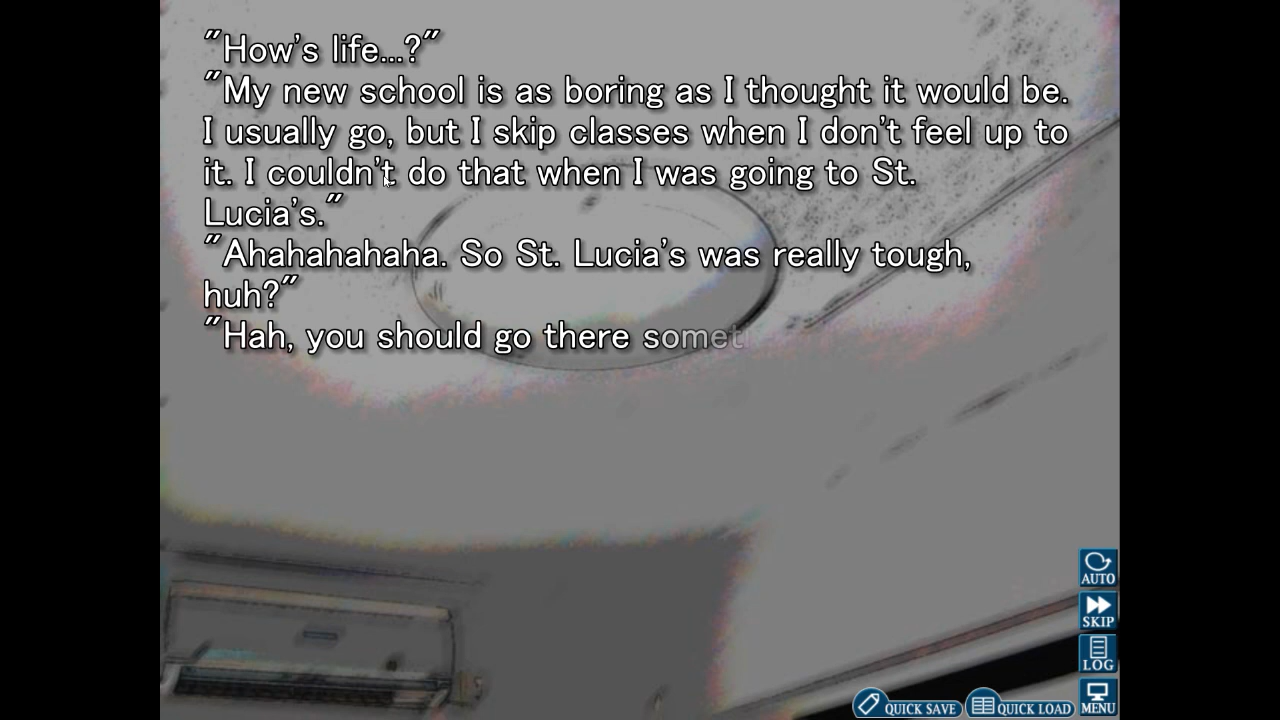 "How's life...?"
"My new school is as boring as I thought it would be.
I usually go, but I skip classes when I don't feel up to
it. I couldn't do that when I was going to St.
Lucia's."
"Ahahahahaha. So St. Lucia's was really tough,
huh?"
"Hah, you should go there somet
AUTO
SKIP
LOG
MENU
QUICK SAVE
QUICK LOAD